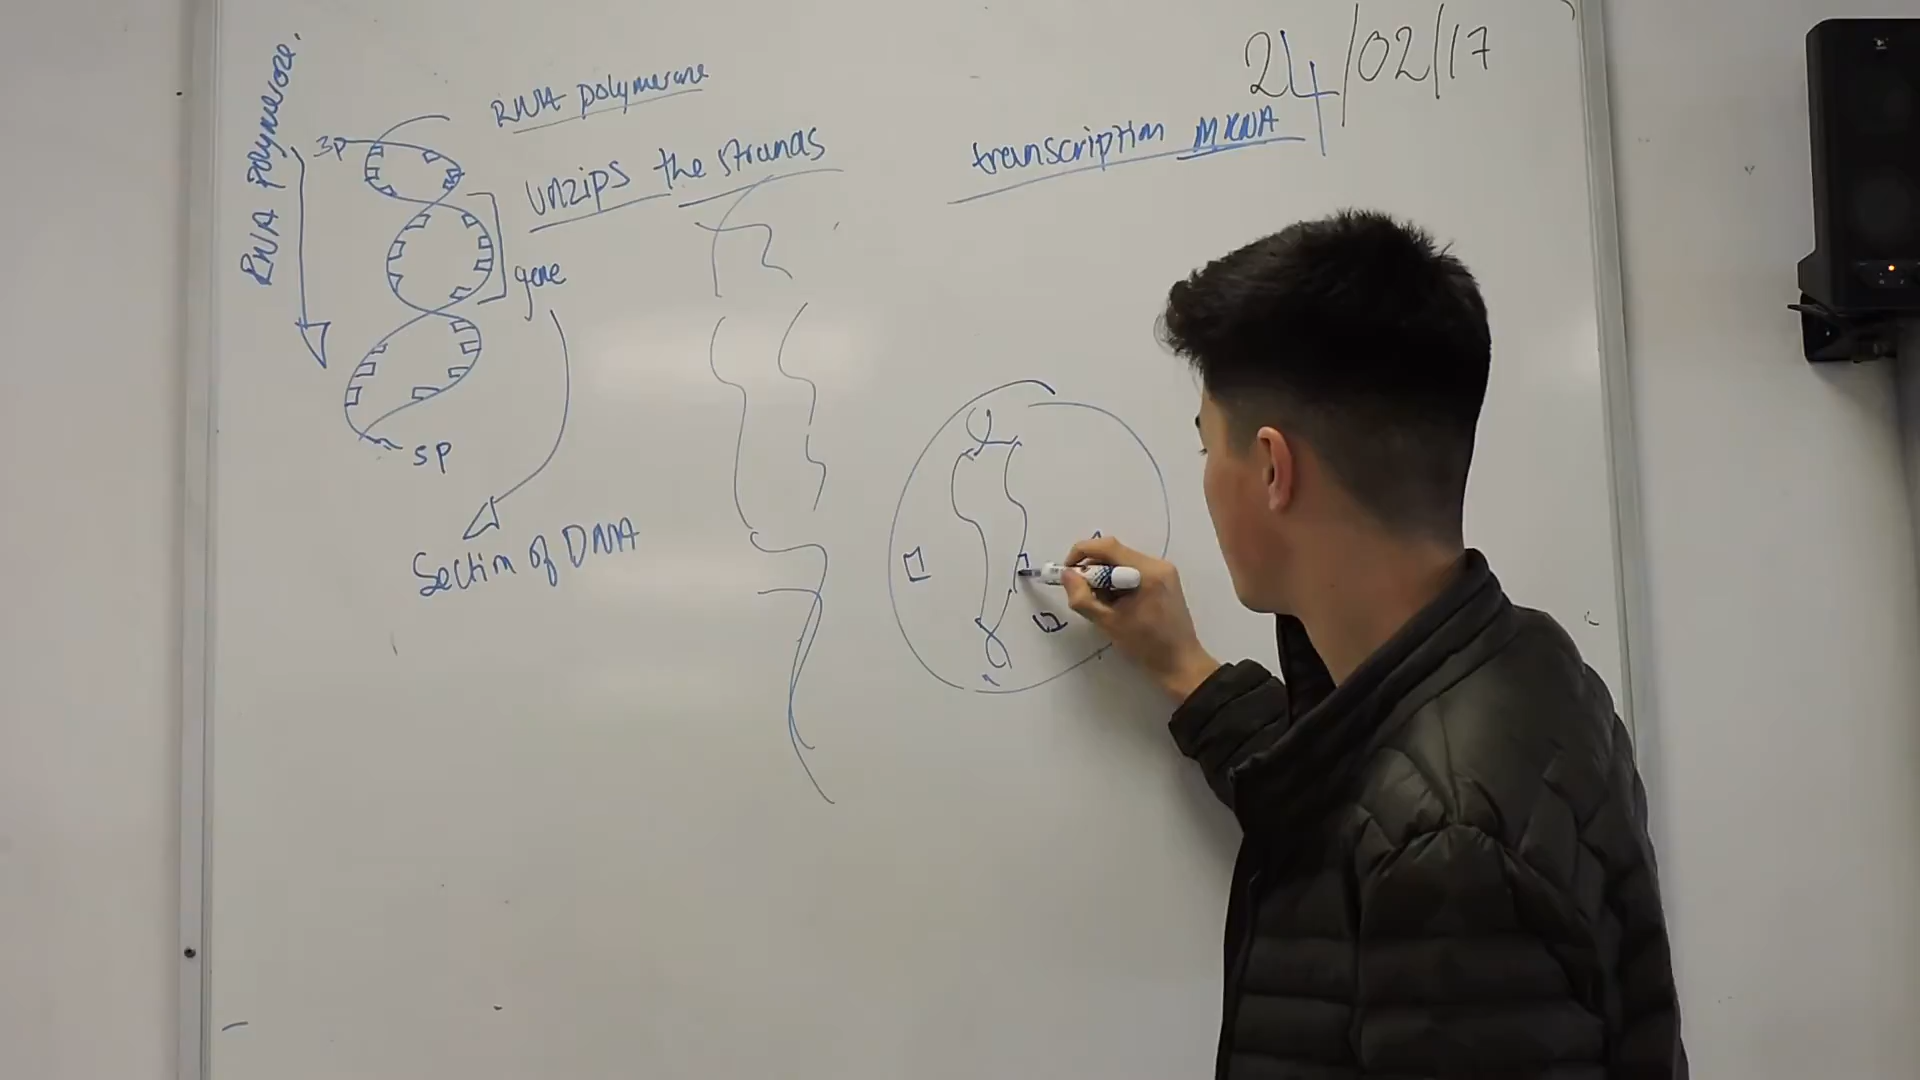 RNA polymerase.
3p
RNA polymerase
unzips the strands
gene
5p
Section of DNA
24/02/17
transcription MRNA